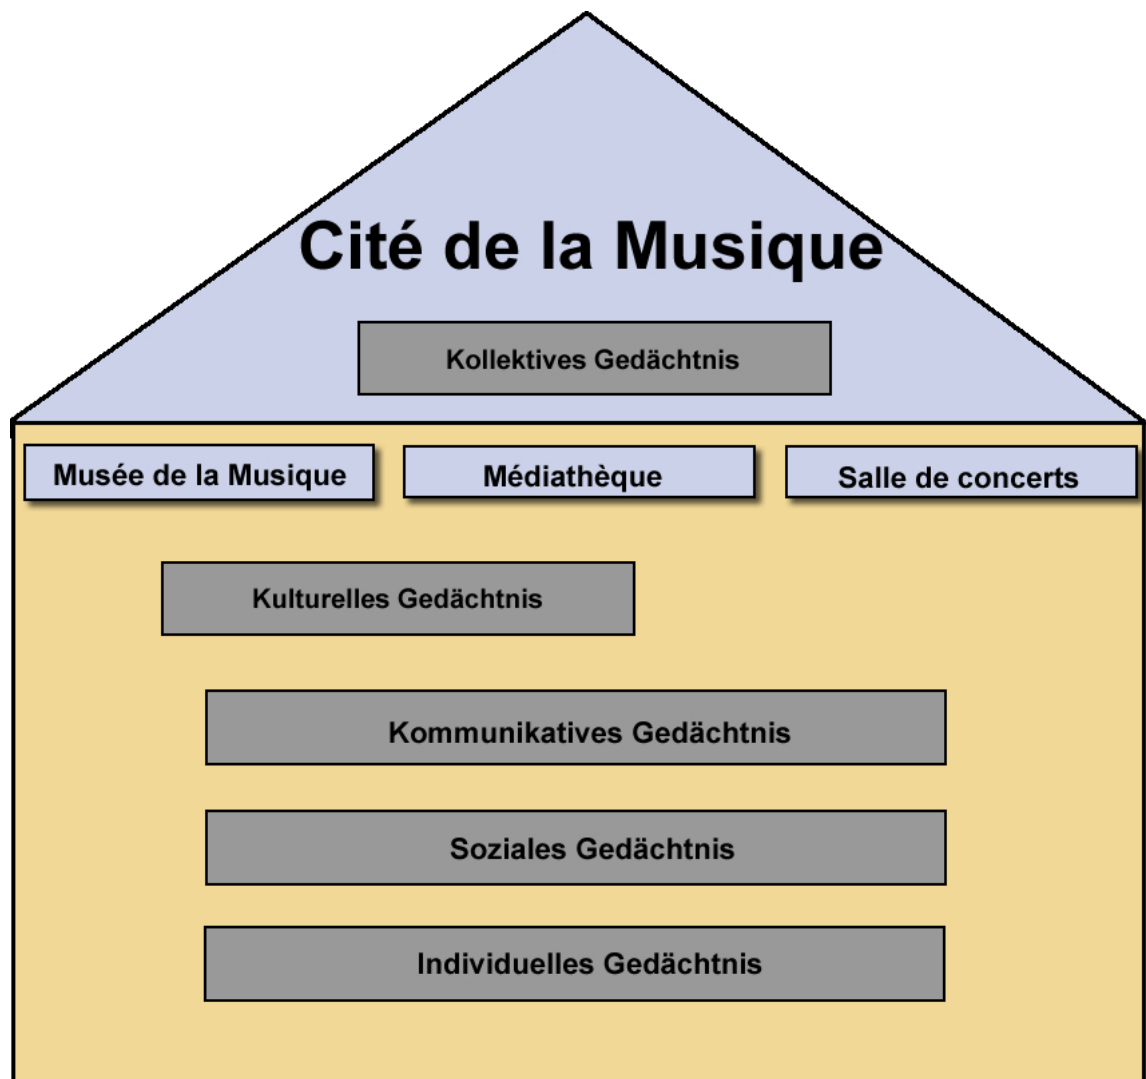 Cité de la Musique
Kollektives Gedächtnis
Musée de la Musique
Médiathèque
Salle de concerts
Kulturelles Gedächtnis
Kommunikatives Gedächtnis
Soziales Gedächtnis
Individuelles Gedächtnis